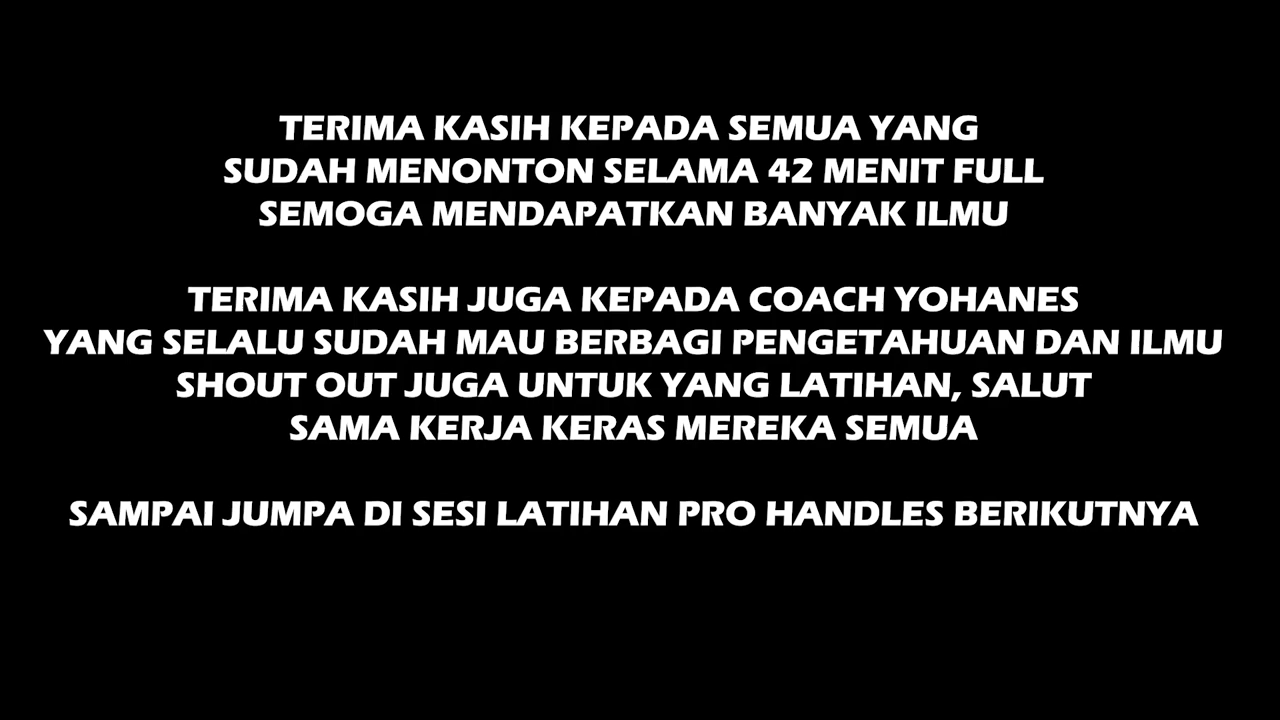 TERIMA KASIH KEPADA SEMUA YANG
SUDAH MENONTON SELAMA 42 MENIT FULL
SEMOGA MENDAPATKAN BANYAK ILMU
TERIMA KASIH JUGA KEPADA COACH YOHANES
YANG SELALU SUDAH MAU BERBAGI PENGETAHUAN DAN ILMU
SHOUT OUT JUGA UNTUK YANG LATIHAN, SALUT
SAMA KERJA KERAS MEREKA SEMUA
SAMPAI JUMPA DI SESI LATIHAN PRO HANDLES BERIKUTNYA